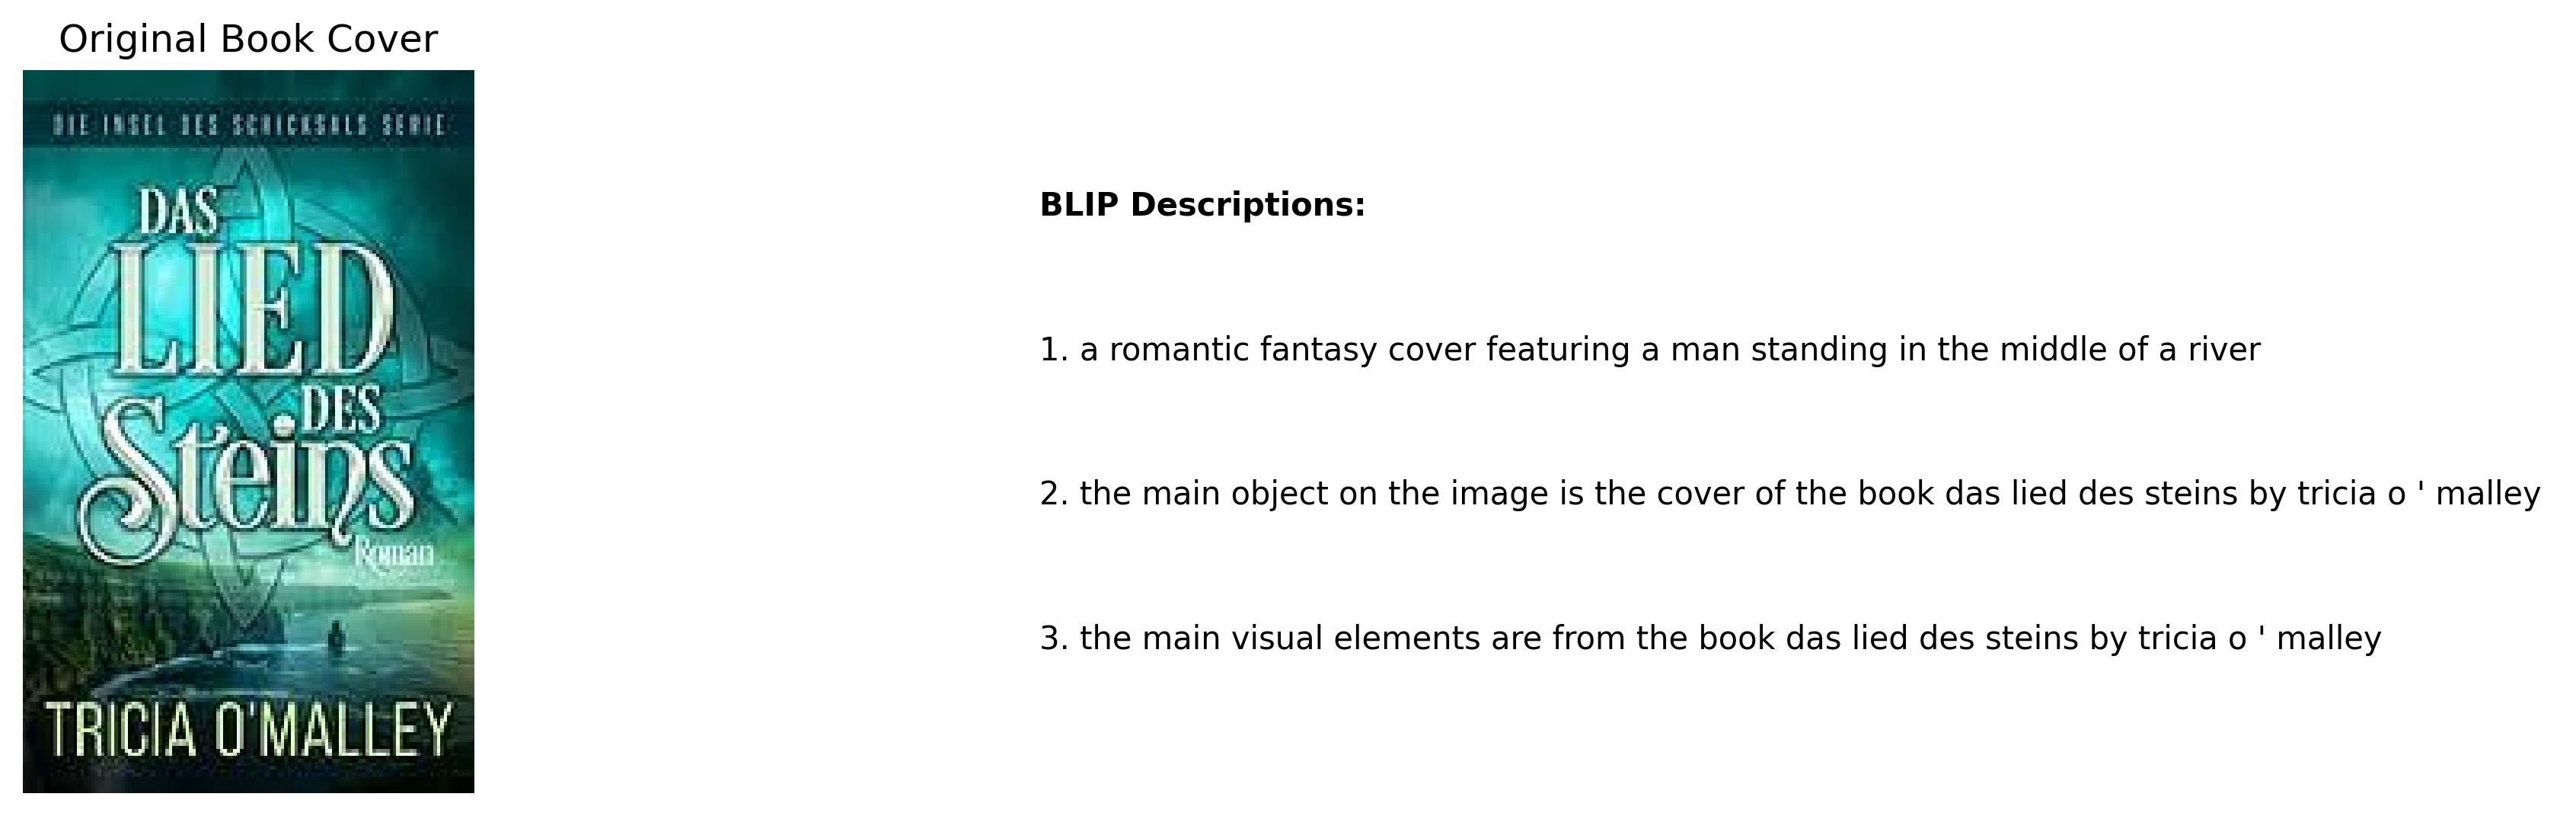 Original Book Cover
DIE INSEL DES SCHICKSALS SERIE
DAS
LIED
DES
Steins
Roman
TRICIA O'MALLEY
BLIP Descriptions:
1. a romantic fantasy cover featuring a man standing in the middle of a river
2. the main object on the image is the cover of the book das lied des steins by tricia o ' malley
3. the main visual elements are from the book das lied des steins by tricia o ' malley